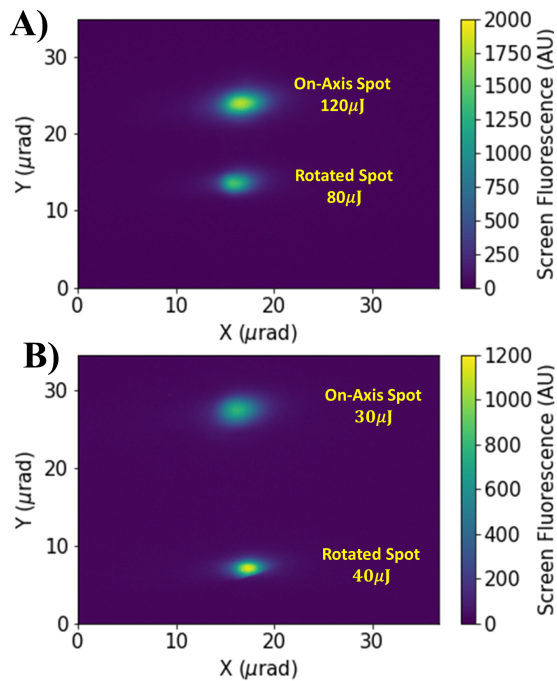 A)
30
20
10
0
0
10
20
30
Y (μrad)
X (μrad)
On-Axis Spot
120μJ
Rotated Spot
80μJ
2000
1750
1500
1250
1000
750
500
250
0
Screen Fluorescence (AU)
B)
30
20
10
0
0
10
20
30
Y (μrad)
X (μrad)
On-Axis Spot
30μJ
Rotated Spot
40μJ
1200
1000
800
600
400
200
0
Screen Fluorescence (AU)